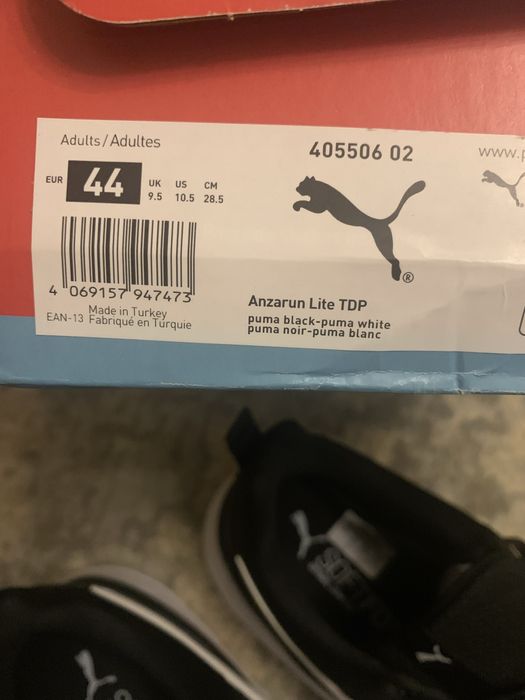 Adults/Adultes
405506 02
www.
EUR 44 UK US CM
9.5 10.5 28.5
4 069157 947473
EAN-13 Made in Turkey
Fabriqué en Turquie
®
Anzarun Lite TDP
puma black-puma white
puma noir-puma blanc